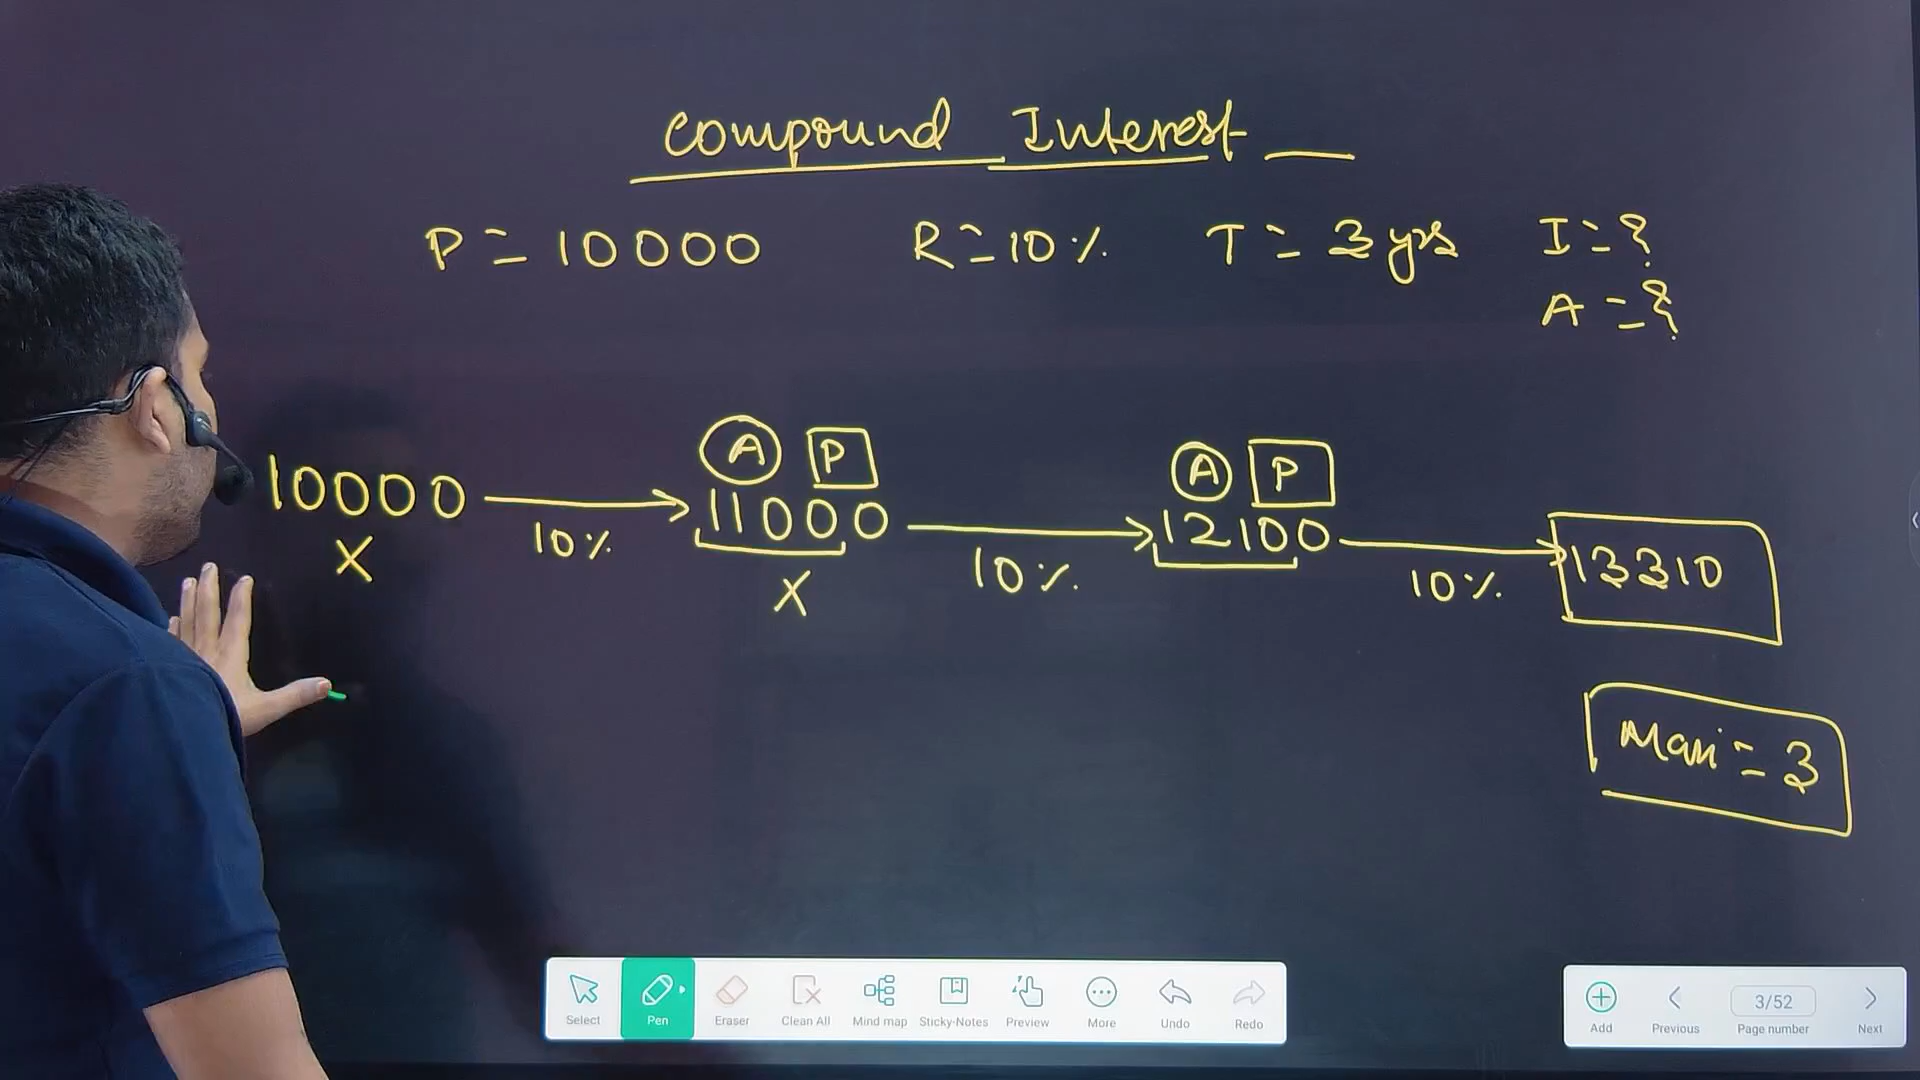 Compound Interest
P = 10000 R = 10% T = 3 yrs I = ?
A = ?
A P A P
10000 11000 12100 13310
10% 10% 10%
X X
Maxi = 3
Select Pen Eraser Clean All Mind map Sticky-Notes Preview More Undo Redo
Add Previous 3/52 Page number Next